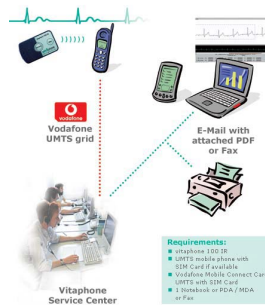 vodafone
Vodafone
UMTS grid
E-Mail with
attached PDF
or Fax
Vitaphone
Service Center
Requirements:
vitaphone 100 IR
UMTS mobile phone with
SIM Card if available
Vodafone Mobile Connect Card
UMTS with SIM Card
1 Notebook or PDA / MDA
or Fax